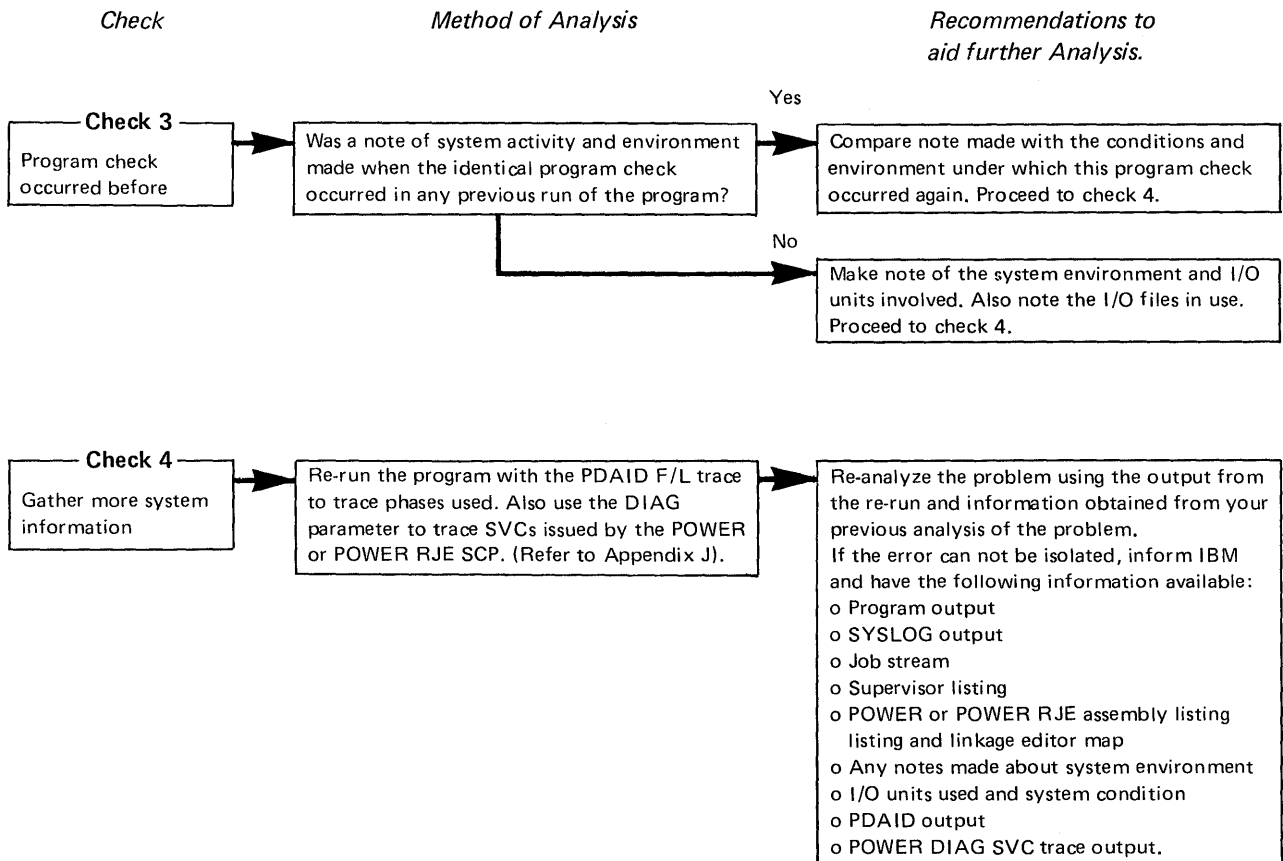 Check
Method of Analysis
Recommendations to
aid further Analysis.
Check 3
Program check
occurred before
Was a note of system activity and environment
made when the identical program check
occurred in any previous run of the program?
Yes
Compare note made with the conditions and
environment under which this program check
occurred again. Proceed to check 4.
No
Make note of the system environment and I/O
units involved. Also note the I/O files in use.
Proceed to check 4.
Check 4
Gather more system
information
Re-run the program with the PDAID F/L trace
to trace phases used. Also use the DIAG
parameter to trace SVCs issued by the POWER
or POWER RJE SCP. (Refer to Appendix J).
Re-analyze the problem using the output from
the re-run and information obtained from your
previous analysis of the problem.
If the error can not be isolated, inform IBM
and have the following information available:
o Program output
o SYSLOG output
o Job stream
o Supervisor listing
o POWER or POWER RJE assembly listing
listing and linkage editor map
o Any notes made about system environment
o I/O units used and system condition
o PDAID output
o POWER DIAG SVC trace output.